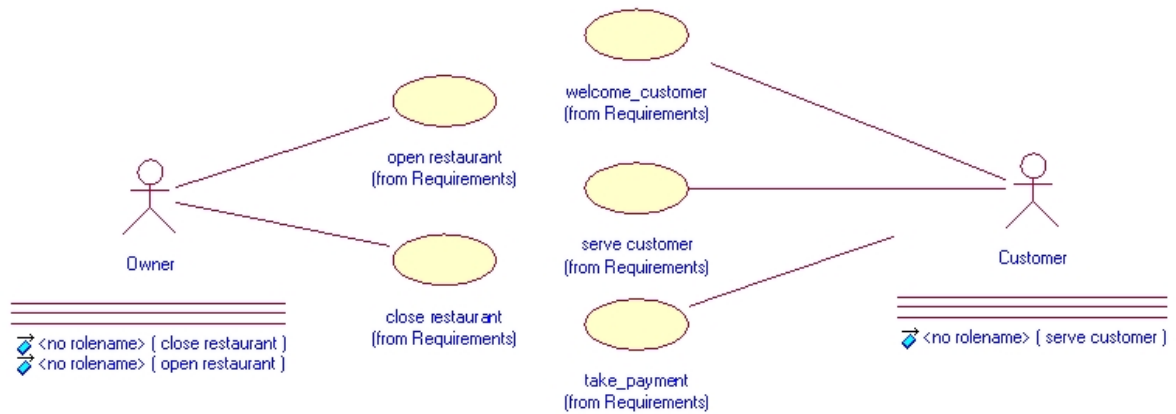 welcome_customer
(from Requirements)
open restaurant
(from Requirements)
serve customer
(from Requirements)
Owner
Customer
close restaurant
(from Requirements)
<no rolename> ( close restaurant )
<no rolename> ( open restaurant )
<no rolename> ( serve customer )
take_payment
(from Requirements)